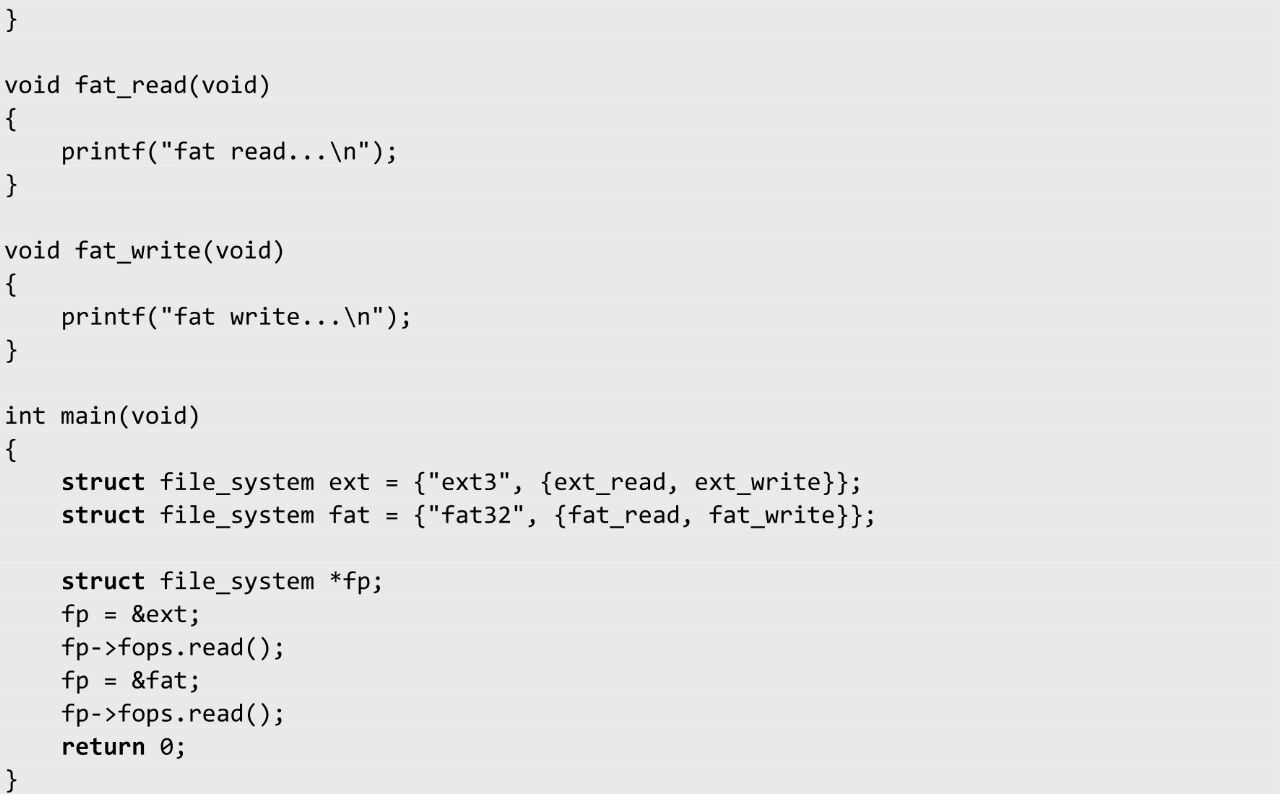 }

void fat_read(void)
{
    printf("fat read...\n");
}

void fat_write(void)
{
    printf("fat write...\n");
}

int main(void)
{
    struct file_system ext = {"ext3", {ext_read, ext_write}};
    struct file_system fat = {"fat32", {fat_read, fat_write}};

    struct file_system *fp;
    fp = &ext;
    fp->fops.read();
    fp = &fat;
    fp->fops.read();
    return 0;
}